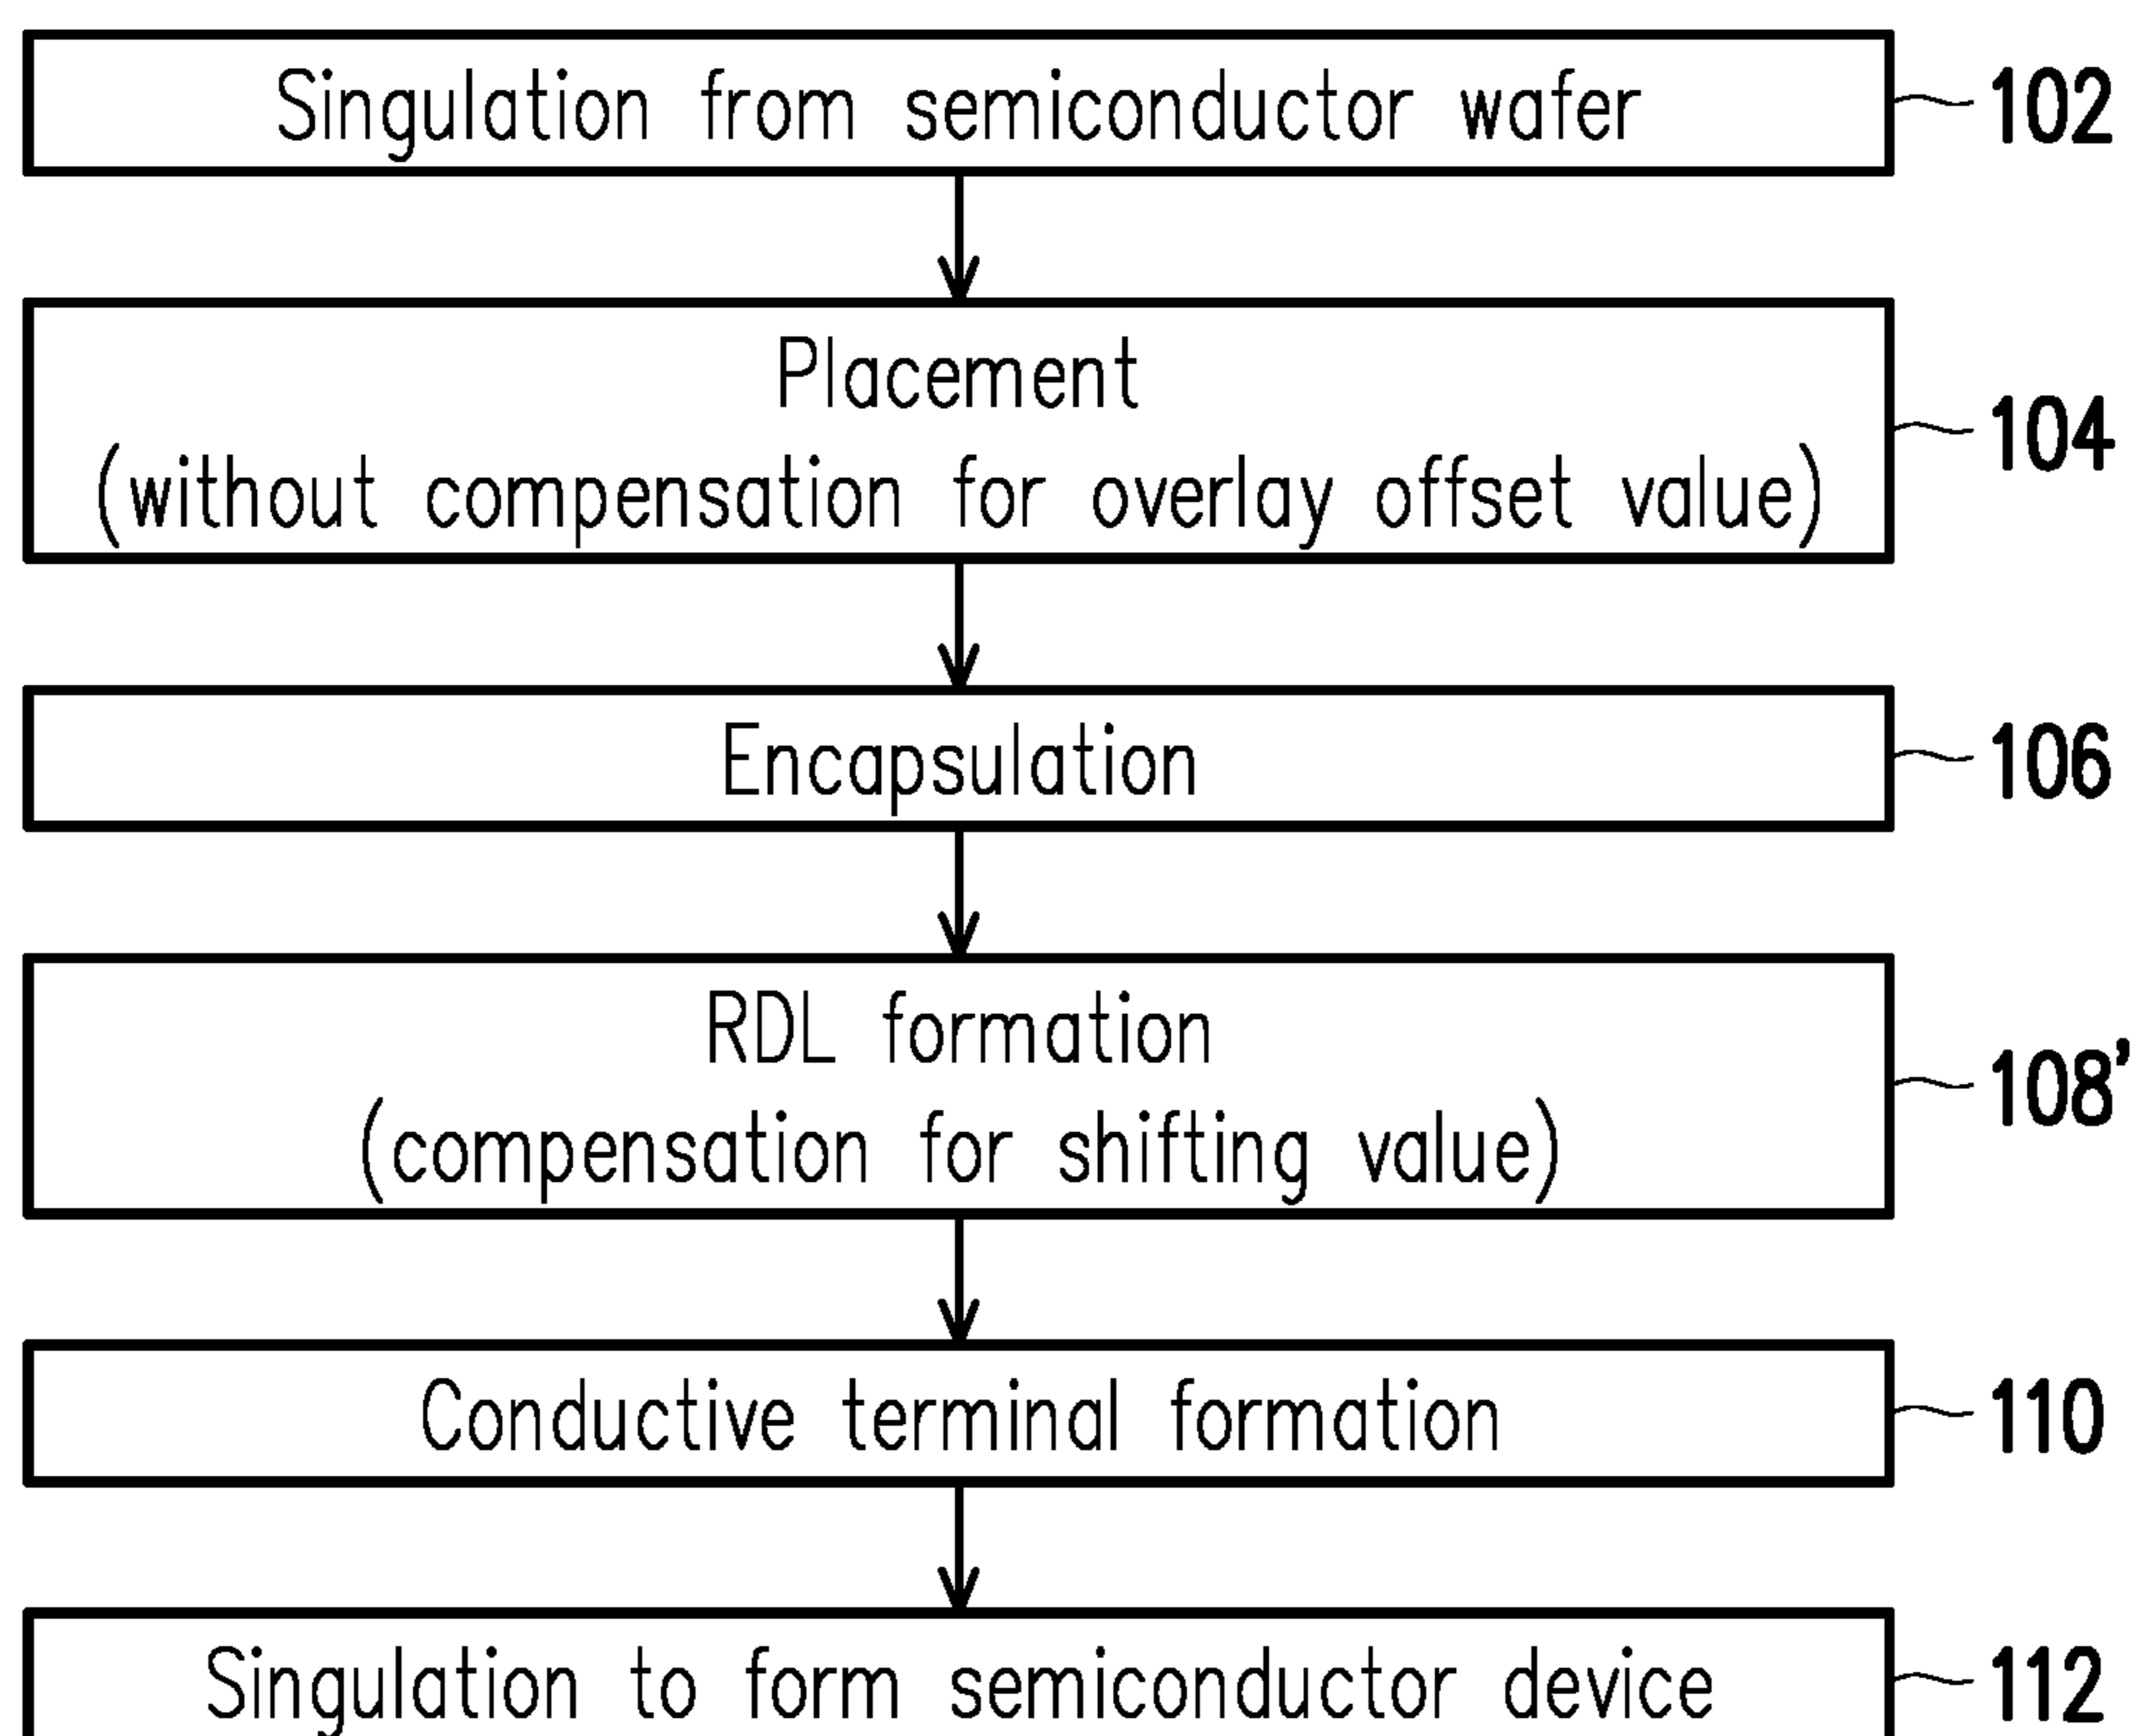 Singulation from semiconductor wafer
102
Placement
(without compensation for overlay offset value)
104
Encapsulation
106
RDL formation
(compensation for shifting value)
108'
Conductive terminal formation
110
Singulation to form semiconductor device
112